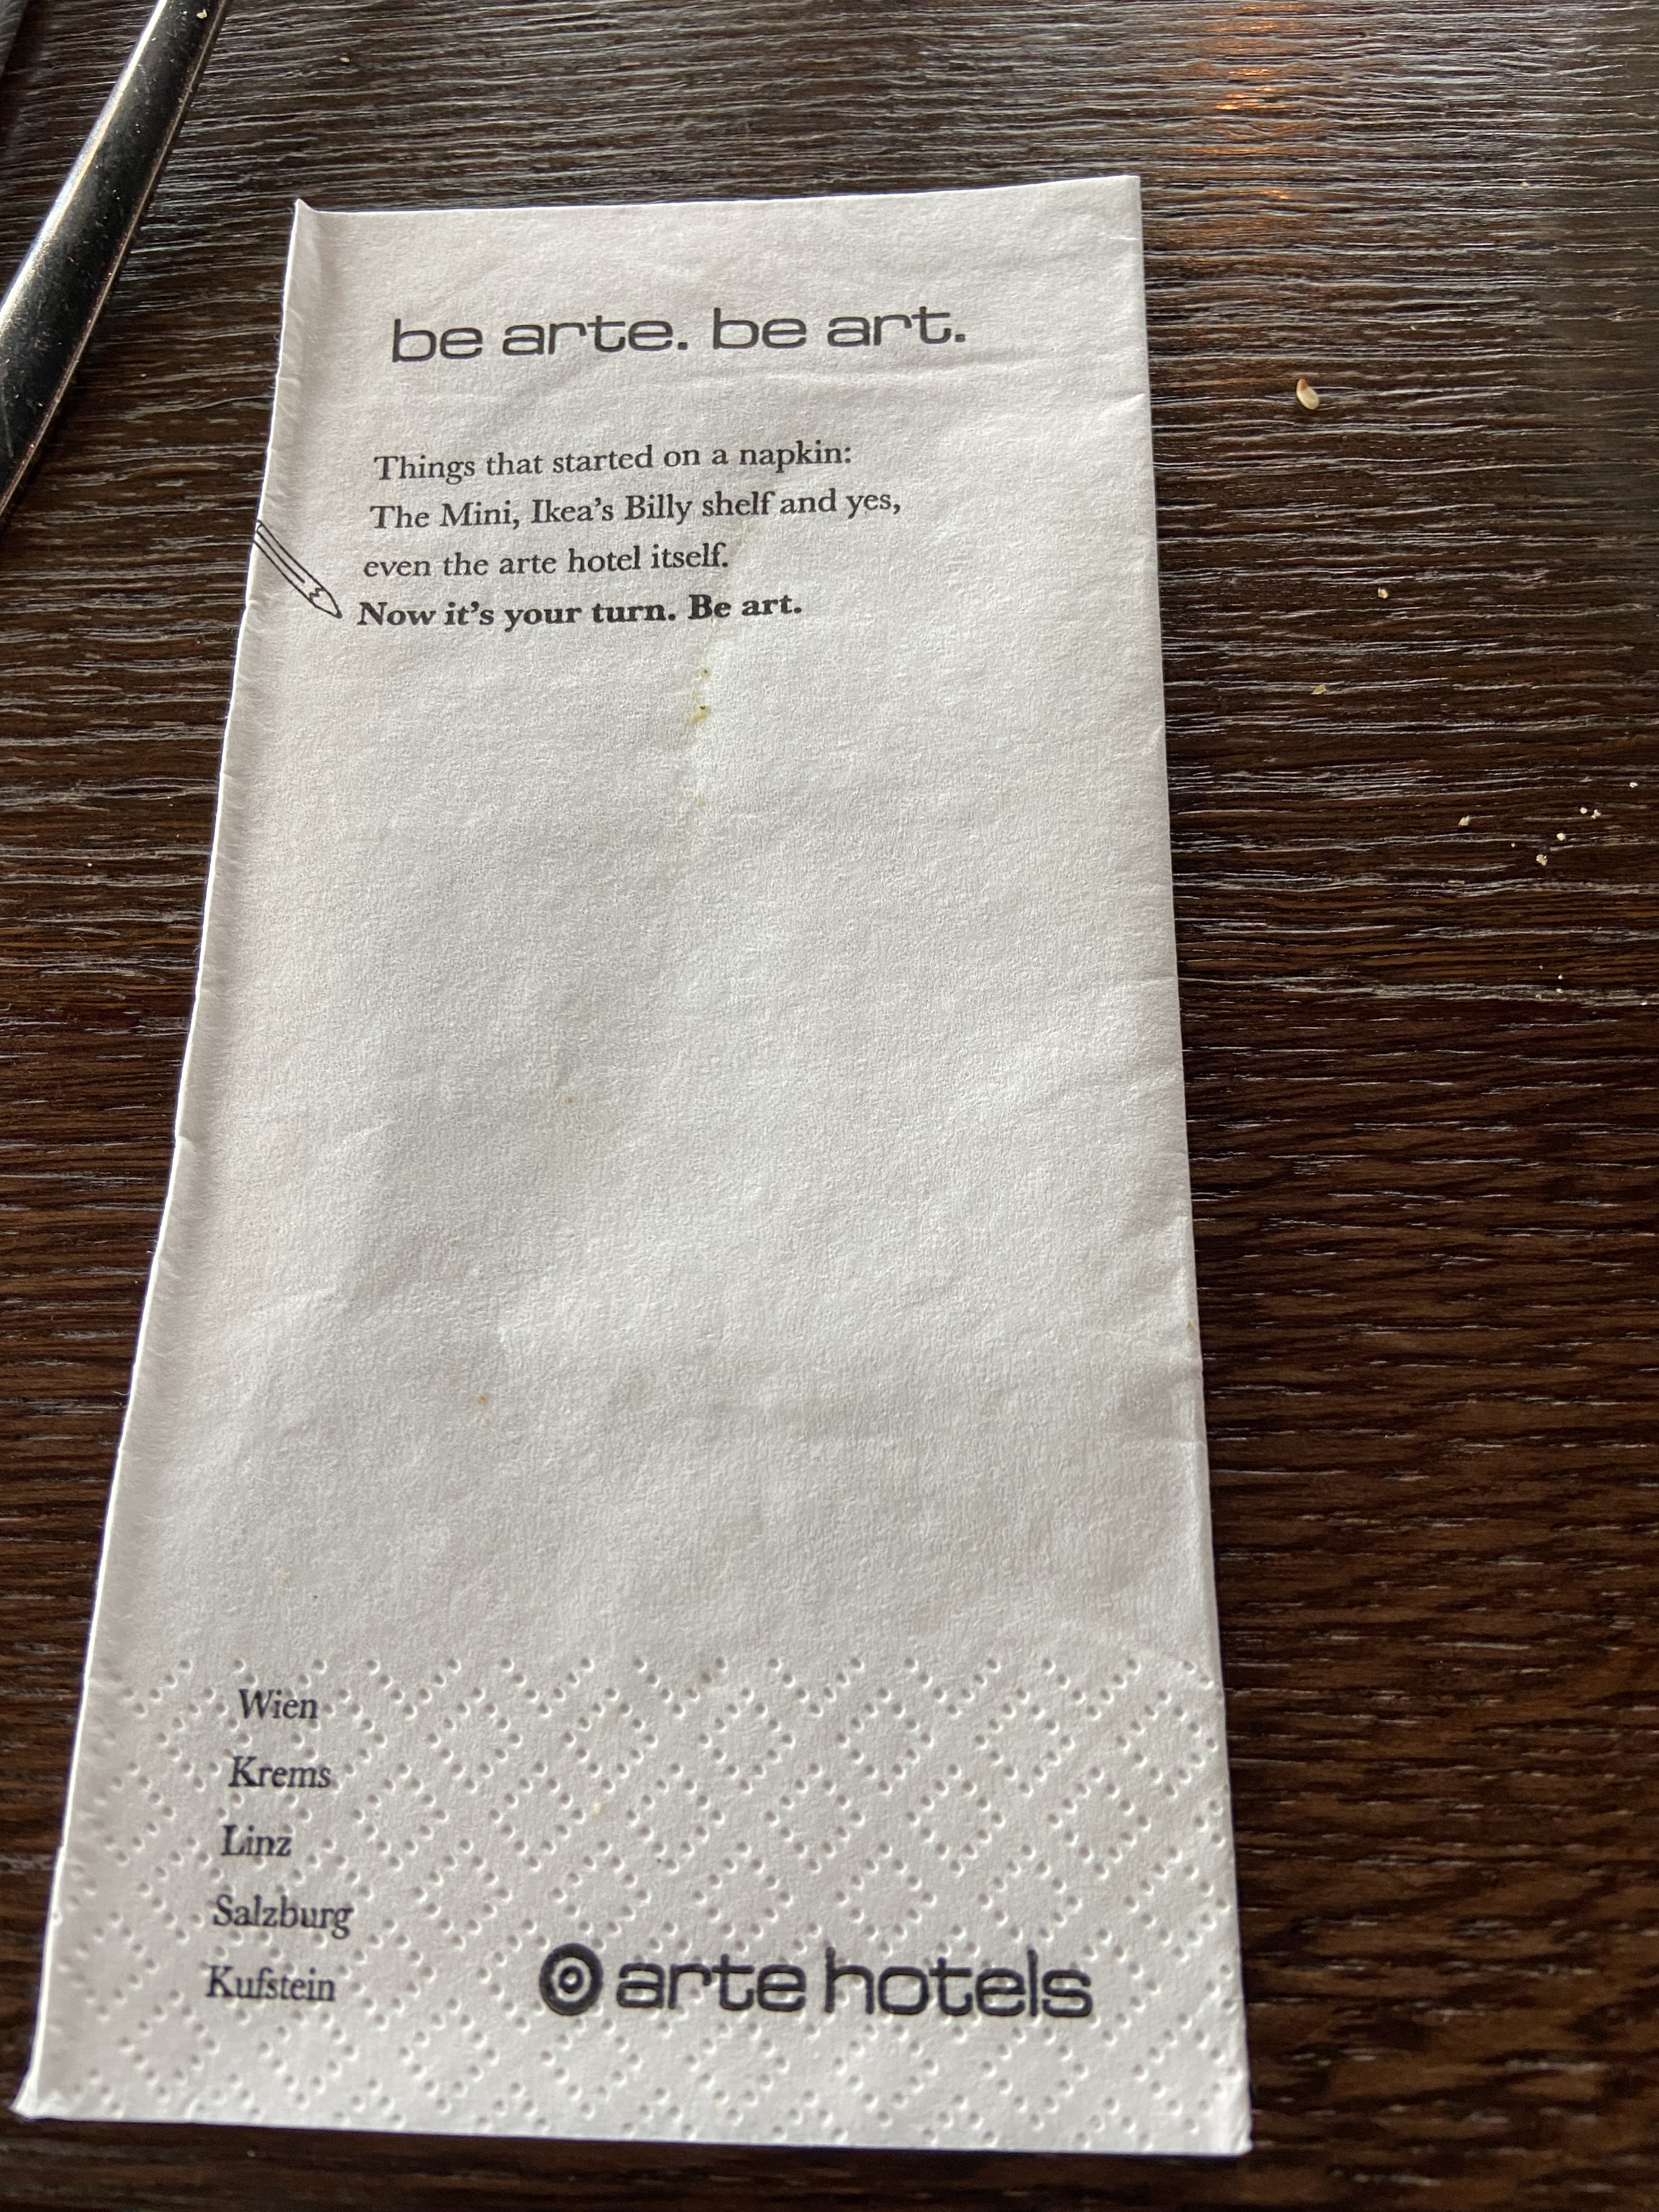 be arte. be art.
Things that started on a napkin:
The Mini, Ikea's Billy shelf and yes,
even the arte hotel itself.
Now it's your turn. Be art.
Wien
Krems
Linz
Salzburg
Kufstein
arte hotels